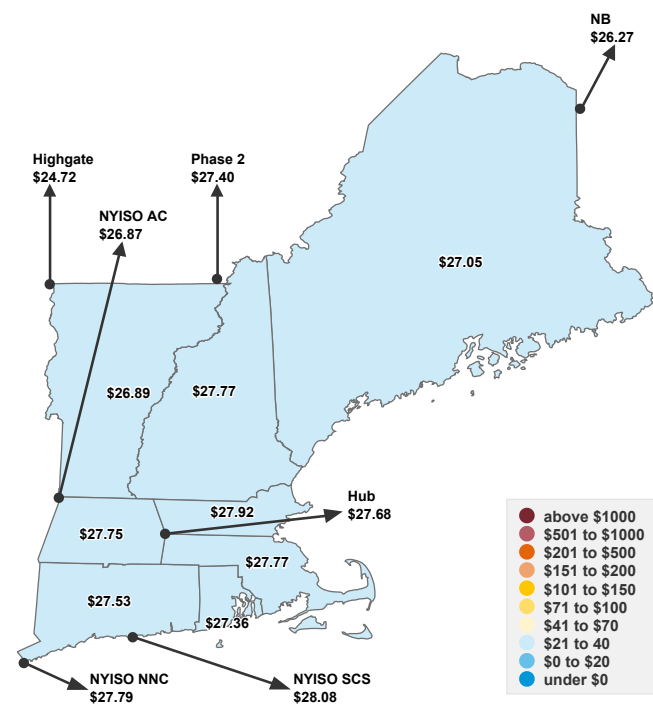 NB
$26.27
Highgate
$24.72
Phase 2
$27.40
NYISO AC
$26.87
$27.05
$26.89
$27.77
Hub
$27.68
$27.92
$27.75
$27.77
$27.53
$27.36
NYISO NNC
$27.79
NYISO SCS
$28.08
above $1000
$501 to $1000
$201 to $500
$151 to $200
$101 to $150
$71 to $100
$41 to $70
$21 to 40
$0 to $20
under $0